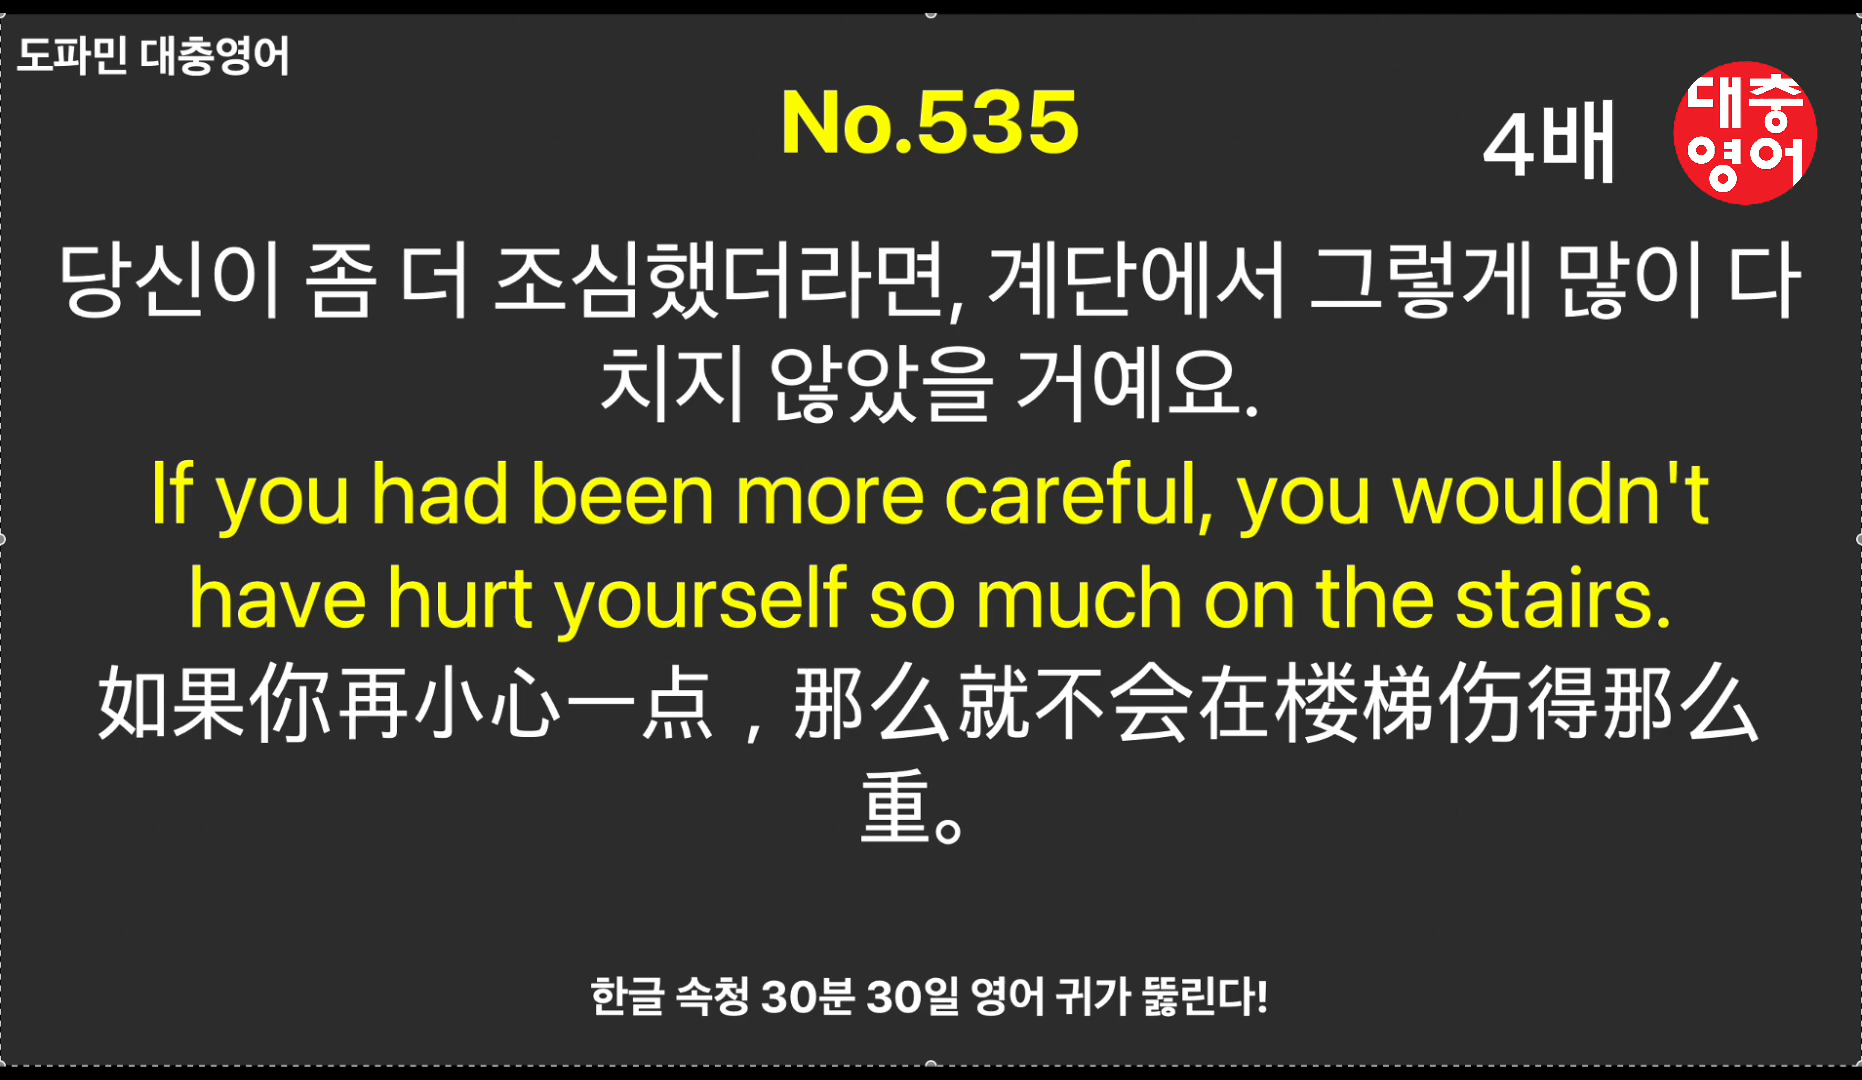 도파민 대충영어
No.535
4배
대충
영어
당신이 좀 더 조심했더라면, 계단에서 그렇게 많이 다
치지 않았을 거예요.
If you had been more careful, you wouldn't
have hurt yourself so much on the stairs.
如果你再小心一点，那么就不会在楼梯伤得那么
重。
한글 속청 30분 30일 영어 귀가 뚫린다!